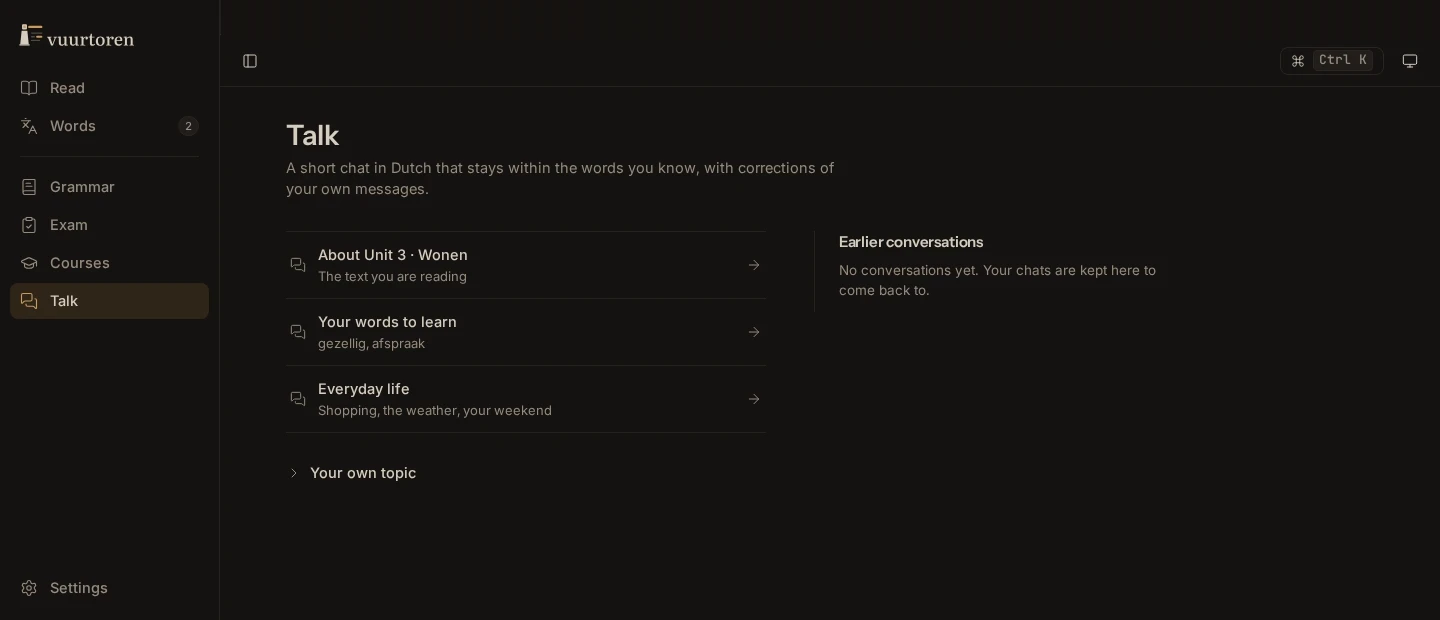 vuurtoren
Read
Words 2
Grammar
Exam
Courses
Talk
Settings
⌘ Ctrl K
Talk
A short chat in Dutch that stays within the words you know, with corrections of
your own messages.
About Unit 3 · Wonen
The text you are reading
Your words to learn
gezellig, afspraak
Everyday life
Shopping, the weather, your weekend
Your own topic
Earlier conversations
No conversations yet. Your chats are kept here to
come back to.